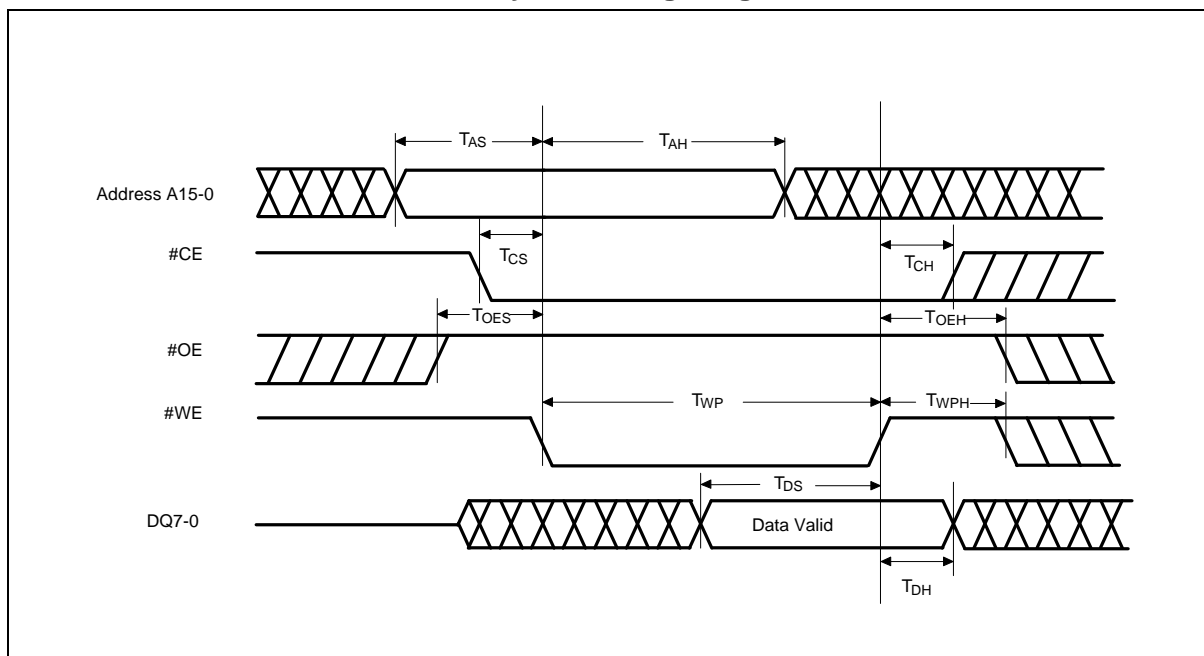 TAS
TAH
Address A15-0
#CE
TCS
TCH
TOES
TOEH
#OE
#WE
TWP
TWPH
TDS
DQ7-0
Data Valid
TDH